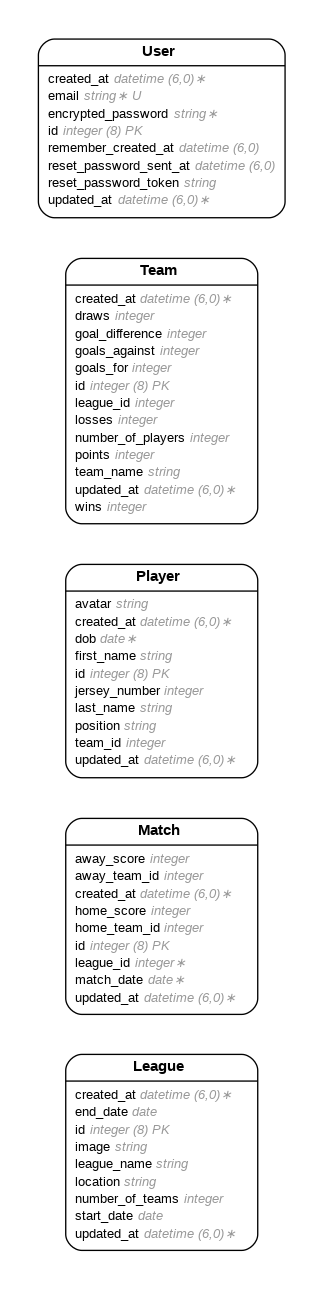 User
created_at datetime (6,0)∗
email string∗ U
encrypted_password string∗
id integer (8) PK
remember_created_at datetime (6,0)
reset_password_sent_at datetime (6,0)
reset_password_token string
updated_at datetime (6,0)∗
Team
created_at datetime (6,0)∗
draws integer
goal_difference integer
goals_against integer
goals_for integer
id integer (8) PK
league_id integer
losses integer
number_of_players integer
points integer
team_name string
updated_at datetime (6,0)∗
wins integer
Player
avatar string
created_at datetime (6,0)∗
dob date∗
first_name string
id integer (8) PK
jersey_number integer
last_name string
position string
team_id integer
updated_at datetime (6,0)∗
Match
away_score integer
away_team_id integer
created_at datetime (6,0)∗
home_score integer
home_team_id integer
id integer (8) PK
league_id integer∗
match_date date∗
updated_at datetime (6,0)∗
League
created_at datetime (6,0)∗
end_date date
id integer (8) PK
image string
league_name string
location string
number_of_teams integer
start_date date
updated_at datetime (6,0)∗